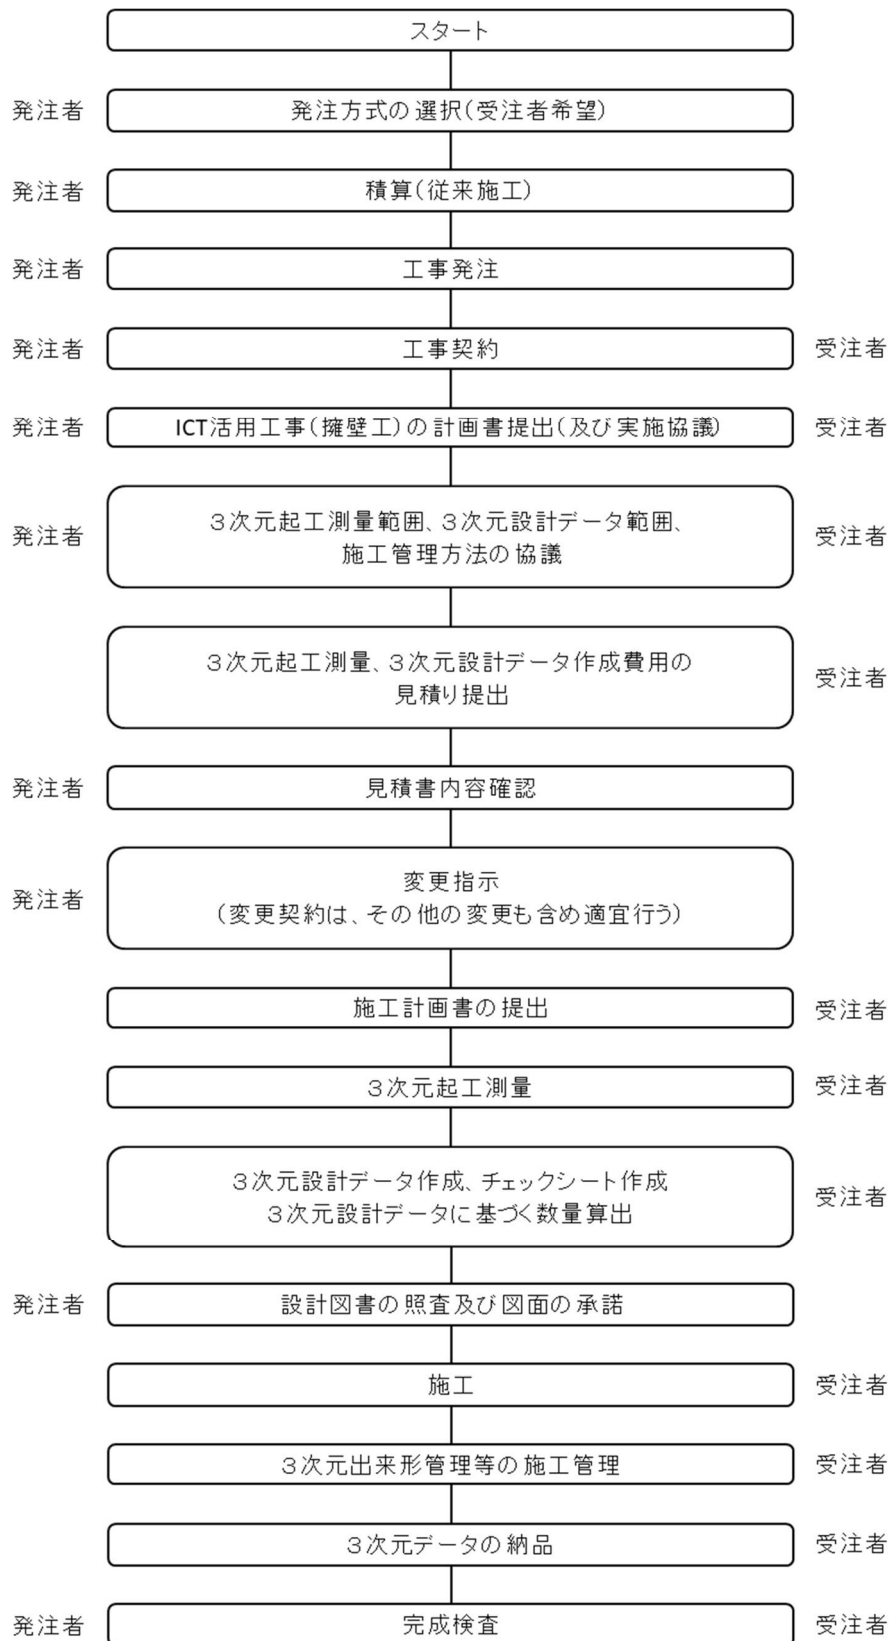 スタート
発注者 発注方式の選択(受注者希望)
発注者 積算(従来施工)
発注者 工事発注
発注者 工事契約 受注者
発注者 ICT活用工事(擁壁工)の計画書提出(及び実施協議) 受注者
3次元起工測量範囲、3次元設計データ範囲、
発注者 施工管理方法の協議 受注者
3次元起工測量、3次元設計データ作成費用の
見積り提出 受注者
発注者 見積書内容確認
変更指示
発注者 (変更契約は、その他の変更も含め適宜行う)
施工計画書の提出 受注者
3次元起工測量 受注者
3次元設計データ作成、チェックシート作成
3次元設計データに基づく数量算出 受注者
発注者 設計図書の照査及び図面の承諾
施工 受注者
3次元出来形管理等の施工管理 受注者
3次元データの納品 受注者
発注者 完成検査 受注者